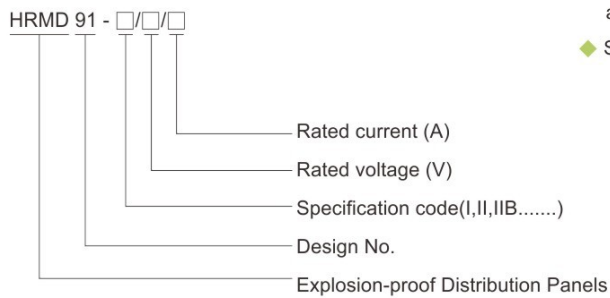 HRMD 91 - □/□/□
a
S
Rated current (A)
Rated voltage (V)
Specification code(I,II,IIB.......)
Design No.
Explosion-proof Distribution Panels